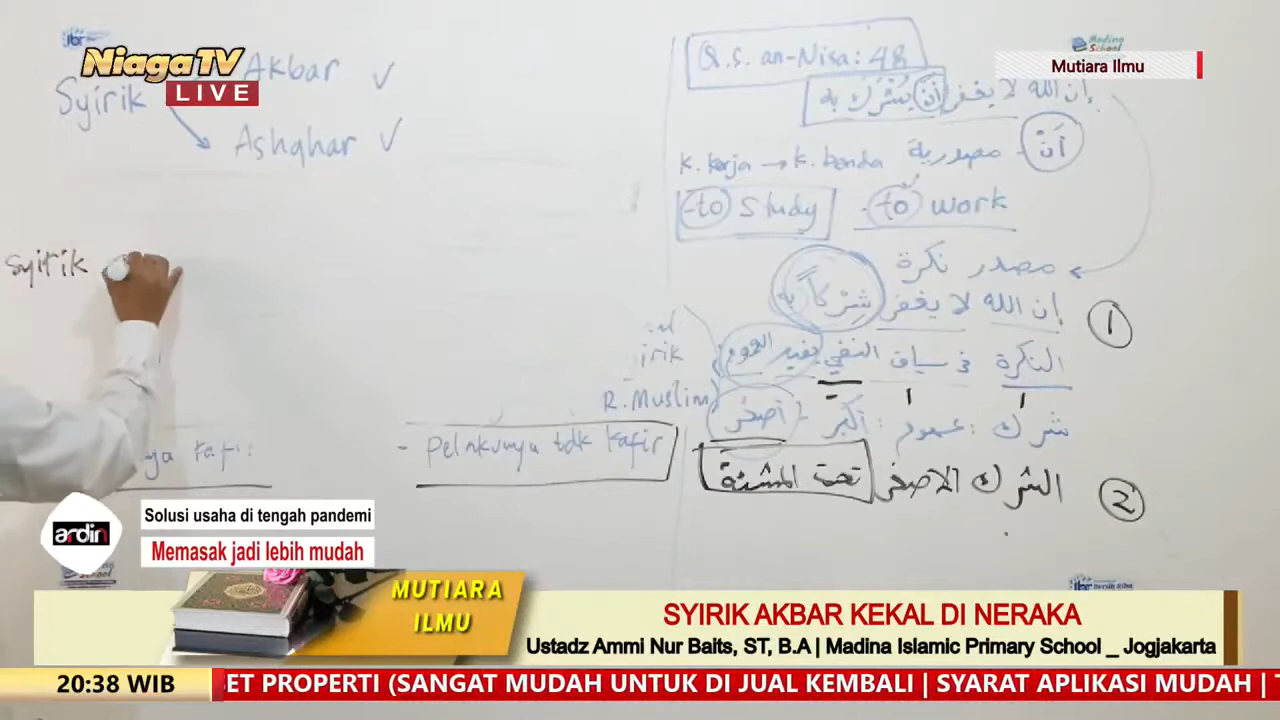 NiagaTV
LIVE
Akbar ✓
Syirik
Ashghar ✓
Syirik
- pelakunya tdk kafir
Madina
School
Mutiara Ilmu
Q.S. an-Nisa: 48
إن الله لا يغفر أن يُشْرَك به
أَنْ مصدرية
k. kerja → k. benda
-to study
-to work
مصدر نكرة
إن الله لا يغفر شِرْكاً به
1
النكرة في سياق النفي يفيد العموم
R. Muslim
شرك : عموم : أكبر - أصغر
الشرك الاصغر تحت المشيئة
2
ardin
Solusi usaha di tengah pandemi
Memasak jadi lebih mudah
MUTIARA
ILMU
SYIRIK AKBAR KEKAL DI NERAKA
Ustadz Ammi Nur Baits, ST, B.A | Madina Islamic Primary School _ Jogjakarta
20:38 WIB
ET PROPERTI (SANGAT MUDAH UNTUK DI JUAL KEMBALI | SYARAT APLIKASI MUDAH |